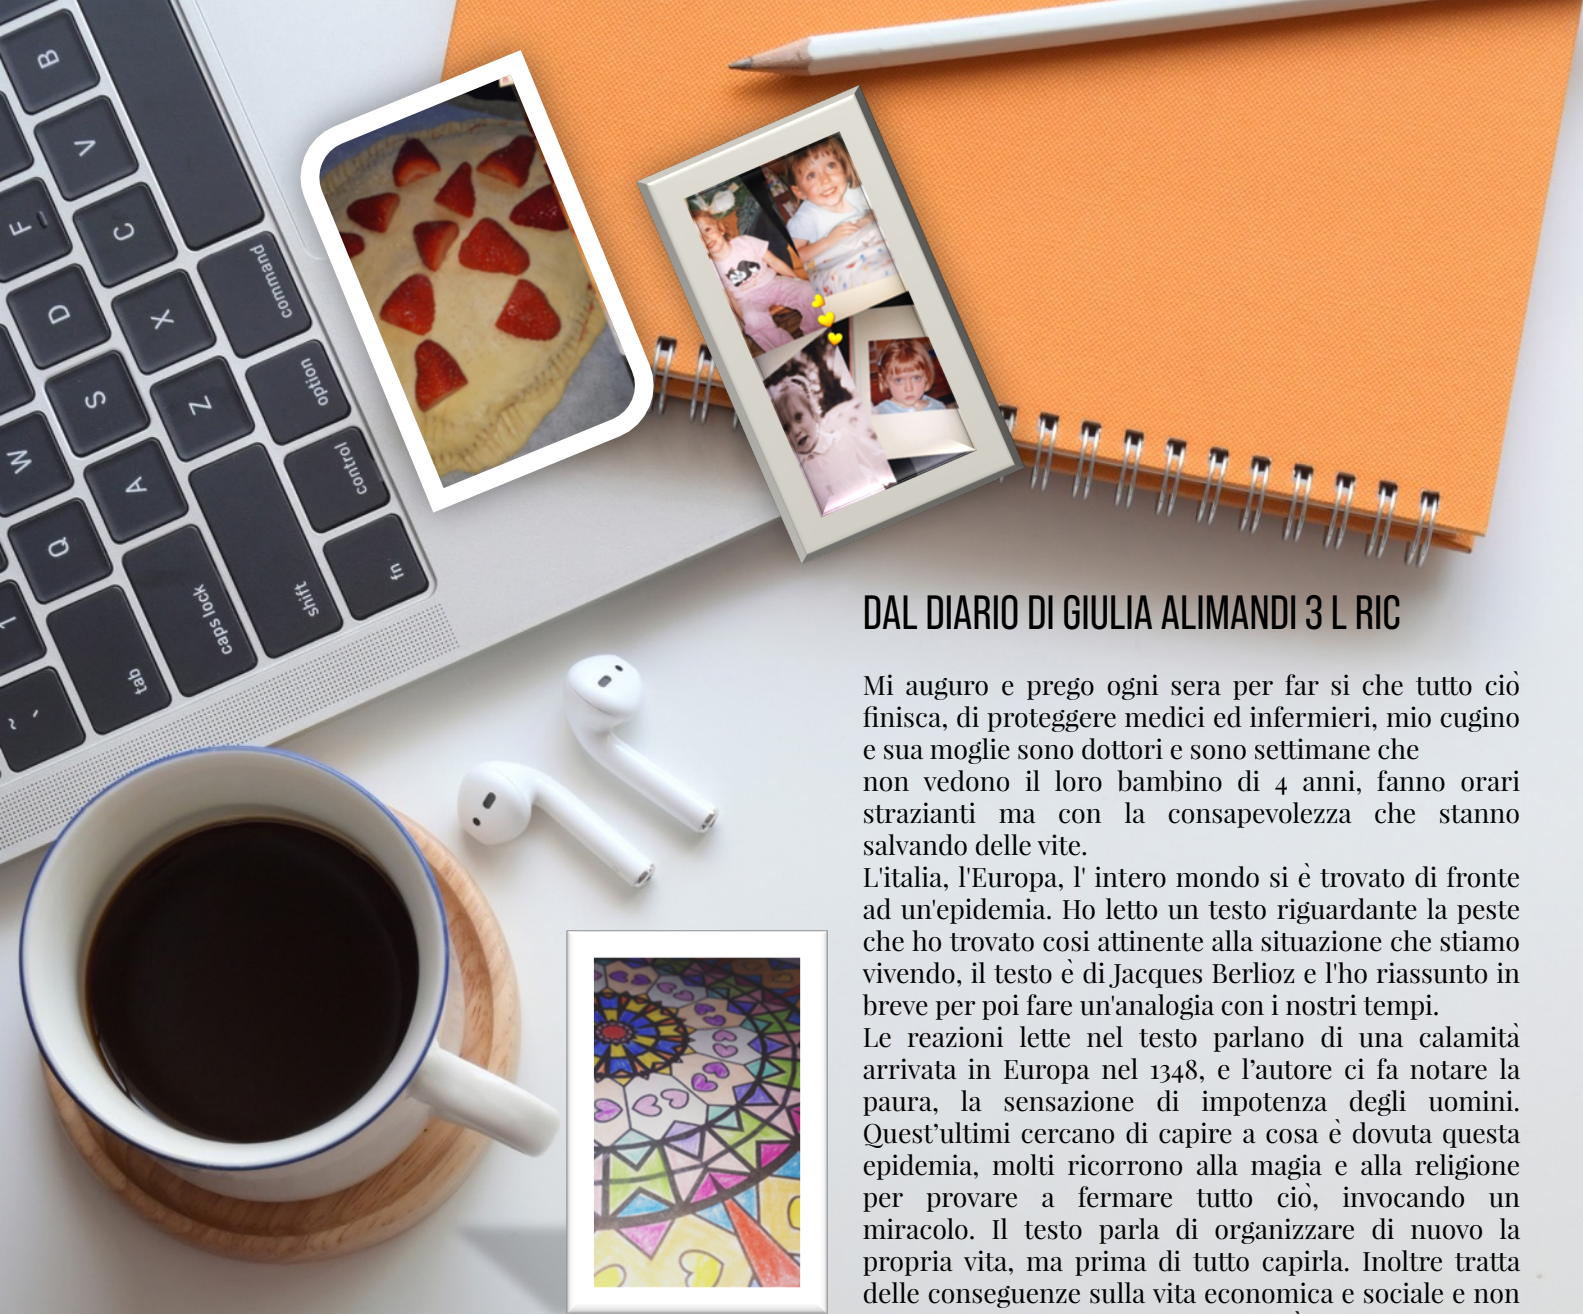 B
V
F
C
command
D
X
option
S
Z
control
W
A
Q
shift
fn
1
caps lock
tab
~ `
DAL DIARIO DI GIULIA ALIMANDI 3 L RIC
Mi auguro e prego ogni sera per far si che tutto ciò
finisca, di proteggere medici ed infermieri, mio cugino
e sua moglie sono dottori e sono settimane che
non vedono il loro bambino di 4 anni, fanno orari
strazianti ma con la consapevolezza che stanno
salvando delle vite.
L'italia, l'Europa, l' intero mondo si è trovato di fronte
ad un'epidemia. Ho letto un testo riguardante la peste
che ho trovato cosi attinente alla situazione che stiamo
vivendo, il testo è di Jacques Berlioz e l'ho riassunto in
breve per poi fare un'analogia con i nostri tempi.
Le reazioni lette nel testo parlano di una calamità
arrivata in Europa nel 1348, e l’autore ci fa notare la
paura, la sensazione di impotenza degli uomini.
Quest’ultimi cercano di capire a cosa è dovuta questa
epidemia, molti ricorrono alla magia e alla religione
per provare a fermare tutto ciò, invocando un
miracolo. Il testo parla di organizzare di nuovo la
propria vita, ma prima di tutto capirla. Inoltre tratta
delle conseguenze sulla vita economica e sociale e non